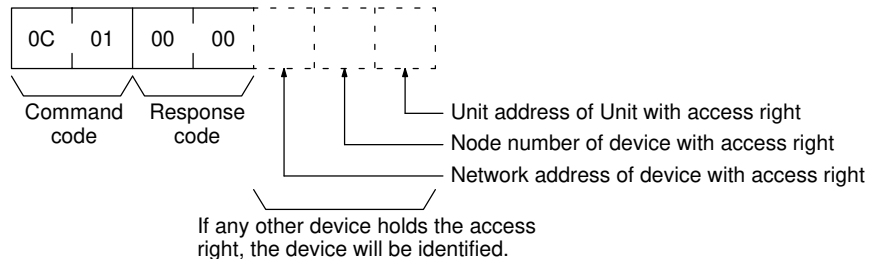 0C 01 00 00
Command code
Response code
Unit address of Unit with access right
Node number of device with access right
Network address of device with access right
If any other device holds the access
right, the device will be identified.